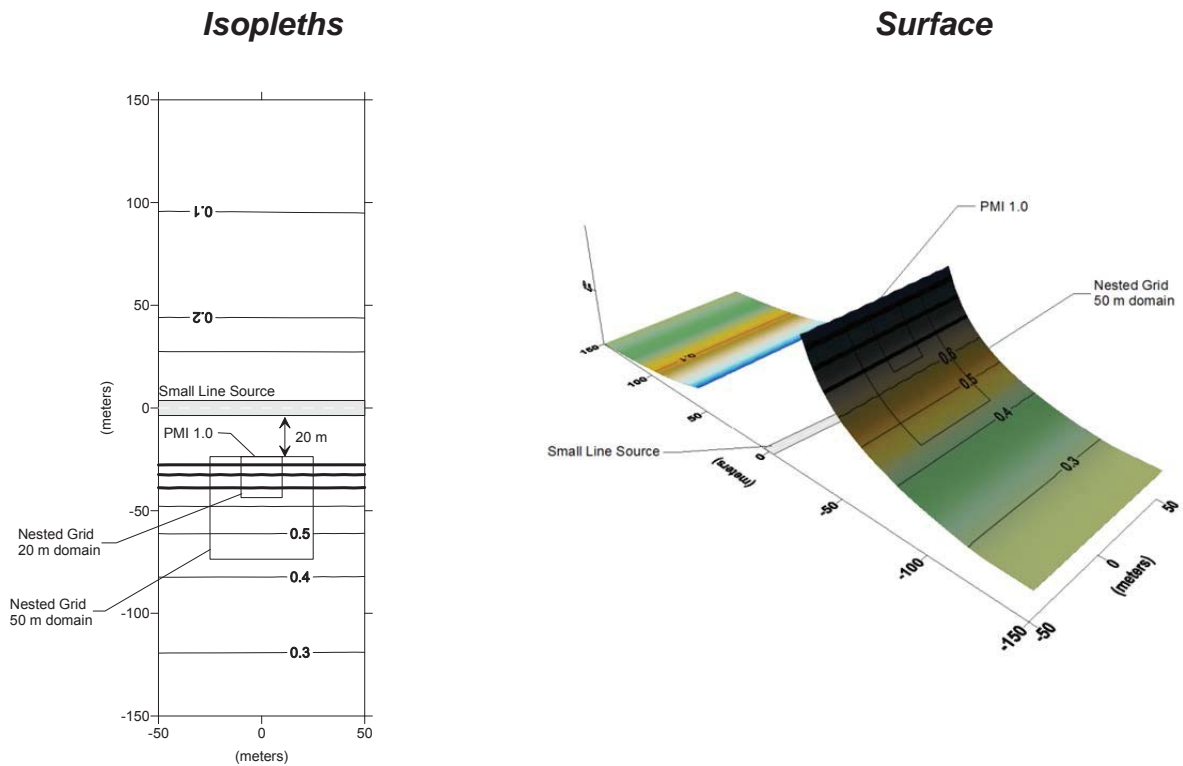 Isopleths
Surface
150
100
50
0
-50
-100
-150
(meters)
0.1
0.2
Small Line Source
PMI 1.0
20 m
0.5
0.4
0.3
Nested Grid
20 m domain
Nested Grid
50 m domain
-50
0
50
(meters)
PMI 1.0
Nested Grid
50 m domain
Small Line Source
150
100
50
0
-50
-100
-150
(meters)
0.1
0.6
0.5
0.4
0.3
-50
0
50
(meters)